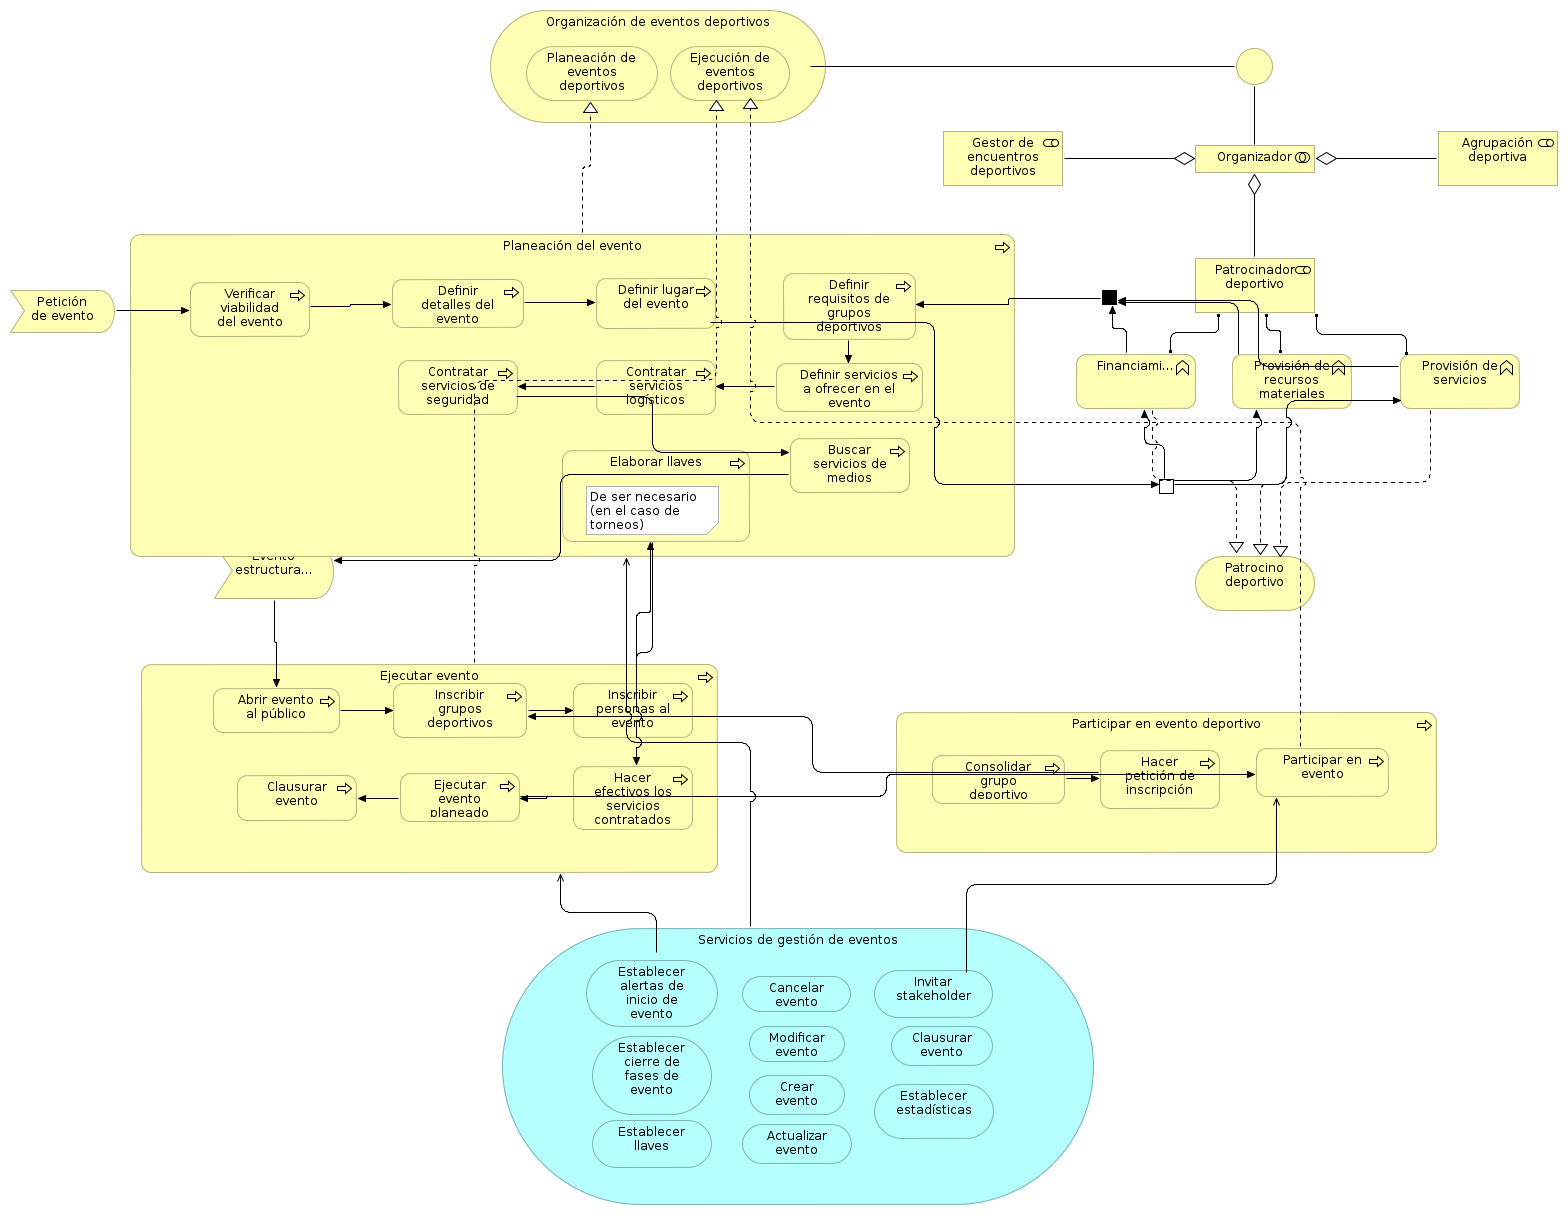 Organización de eventos deportivos
Planeación de
eventos
deportivos
Ejecución de
eventos
deportivos
Gestor de
encuentros
deportivos
Organizador
Agrupación
deportiva
Patrocinador
deportivo
Planeación del evento
Petición
de evento
Verificar
viabilidad
del evento
Definir
detalles del
evento
Definir lugar
del evento
Definir
requisitos de
grupos
deportivos
Contratar
servicios de
seguridad
Contratar
servicios
logísticos
Definir servicios
a ofrecer en el
evento
Financiami...
Provisión de
recursos
materiales
Provisión de
servicios
Elaborar llaves
De ser necesario
(en el caso de
torneos)
Buscar
servicios de
medios
Evento
estructura...
Patrocino
deportivo
Ejecutar evento
Abrir evento
al público
Inscribir
grupos
deportivos
Inscribir
personas al
evento
Clausurar
evento
Ejecutar
evento
planeado
Hacer
efectivos los
servicios
contratados
Participar en evento deportivo
Consolidar
grupo
deportivo
Hacer
petición de
inscripción
Participar en
evento
Servicios de gestión de eventos
Establecer
alertas de
inicio de
evento
Cancelar
evento
Invitar
stakeholder
Establecer
cierre de
fases de
evento
Modificar
evento
Clausurar
evento
Crear
evento
Establecer
estadísticas
Establecer
llaves
Actualizar
evento